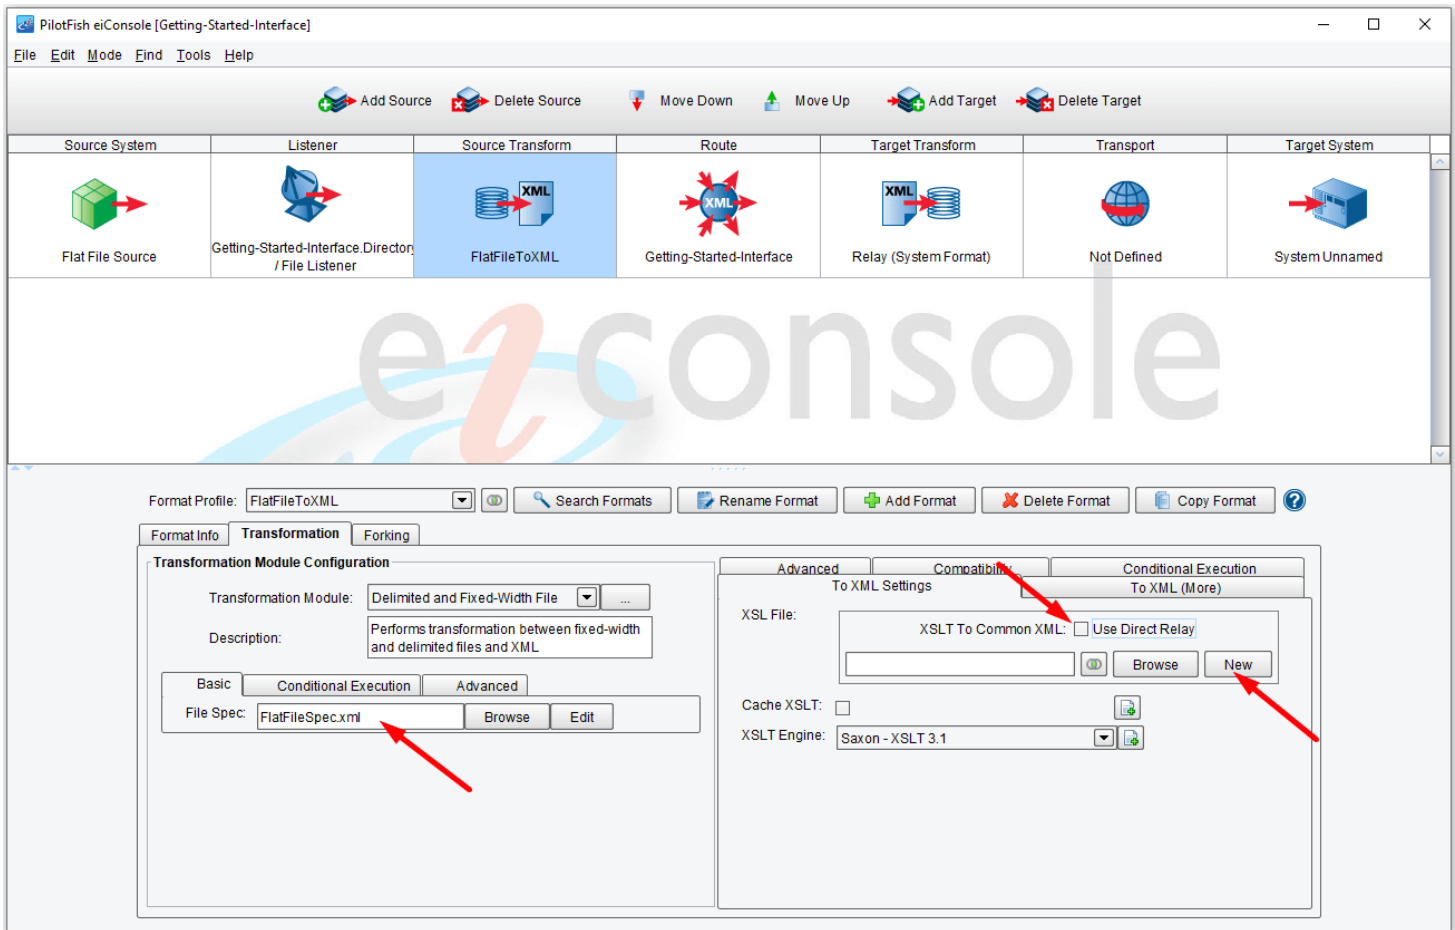 PilotFish eiConsole [Getting-Started-Interface]
File Edit Mode Find Tools Help
Add Source Delete Source Move Down Move Up Add Target Delete Target
Source System Listener Source Transform Route Target Transform Transport Target System
XML XML XML
Getting-Started-Interface.Directory
/ File Listener
Flat File Source FlatFileToXML Getting-Started-Interface Relay (System Format) Not Defined System Unnamed
eiconsole
Format Profile: FlatFileToXML Search Formats Rename Format Add Format Delete Format Copy Format ?
Format Info Transformation Forking
Transformation Module Configuration
Transformation Module: Delimited and Fixed-Width File ...
Description: Performs transformation between fixed-width
and delimited files and XML
Basic Conditional Execution Advanced
File Spec: FlatFileSpec.xml Browse Edit
Advanced Compatibility Conditional Execution
To XML Settings To XML (More)
XSL File:
XSLT To Common XML: Use Direct Relay
Browse New
Cache XSLT:
XSLT Engine: Saxon - XSLT 3.1